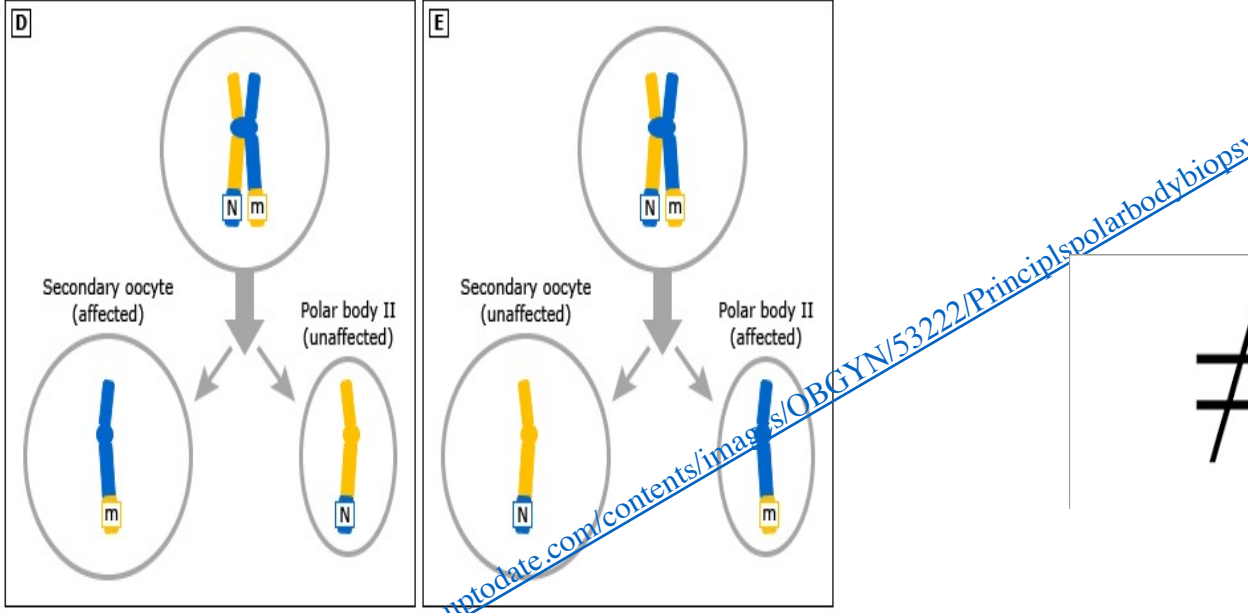 D
N m
Secondary oocyte
(affected)
Polar body II
(unaffected)
m
N
E
N m
Secondary oocyte
(unaffected)
Polar body II
(affected)
N
m
uptodate.com/contents/images/OBGYN/53222/Principlspolarbodybiopsy